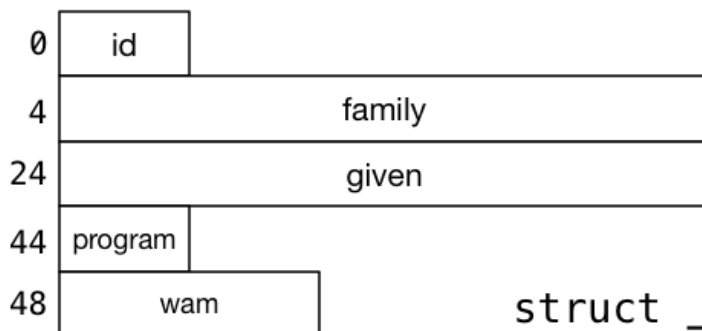 0 id
4 family
24 given
44 program
48 wam
struct _